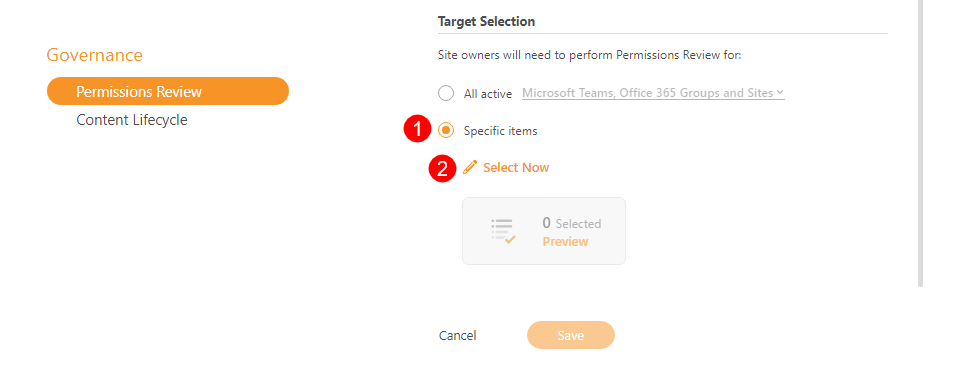 Governance
Permissions Review
Content Lifecycle
Target Selection
Site owners will need to perform Permissions Review for:
All active Microsoft Teams, Office 365 Groups and Sites
1 Specific items
2 Select Now
0 Selected
Preview
Cancel
Save